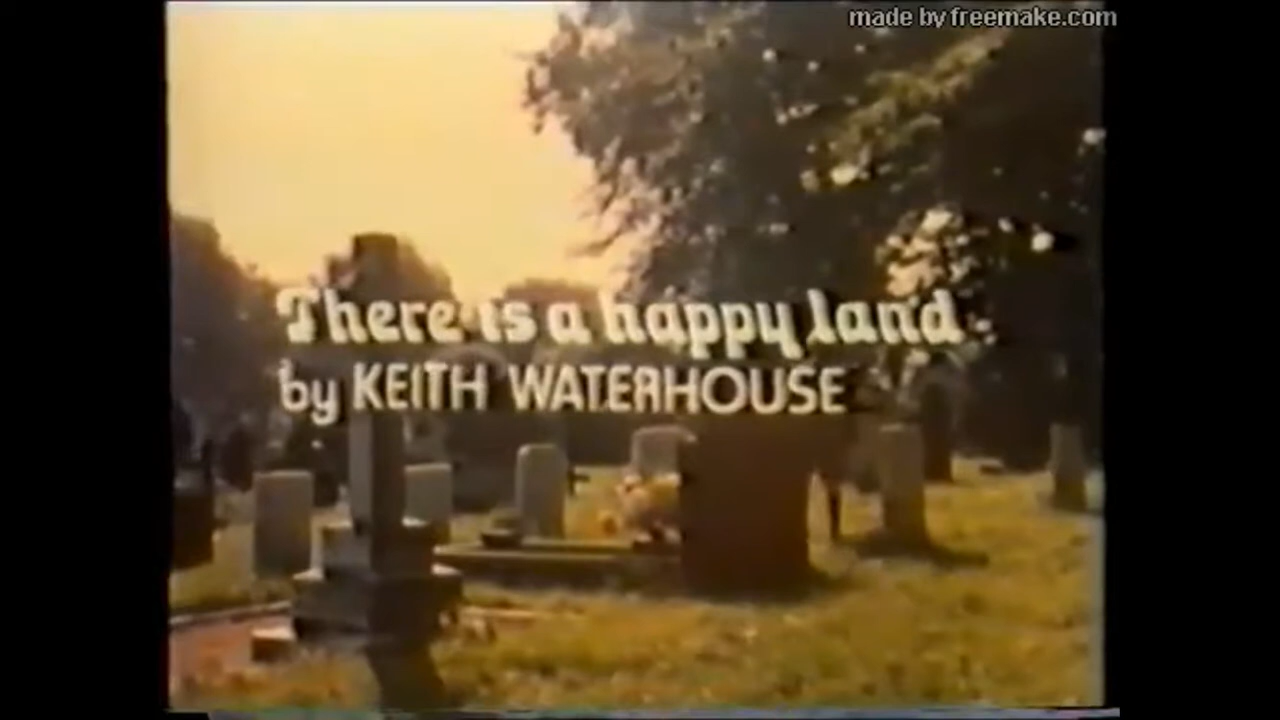 made by freemake.com
There is a happy land
by KEITH WATERHOUSE